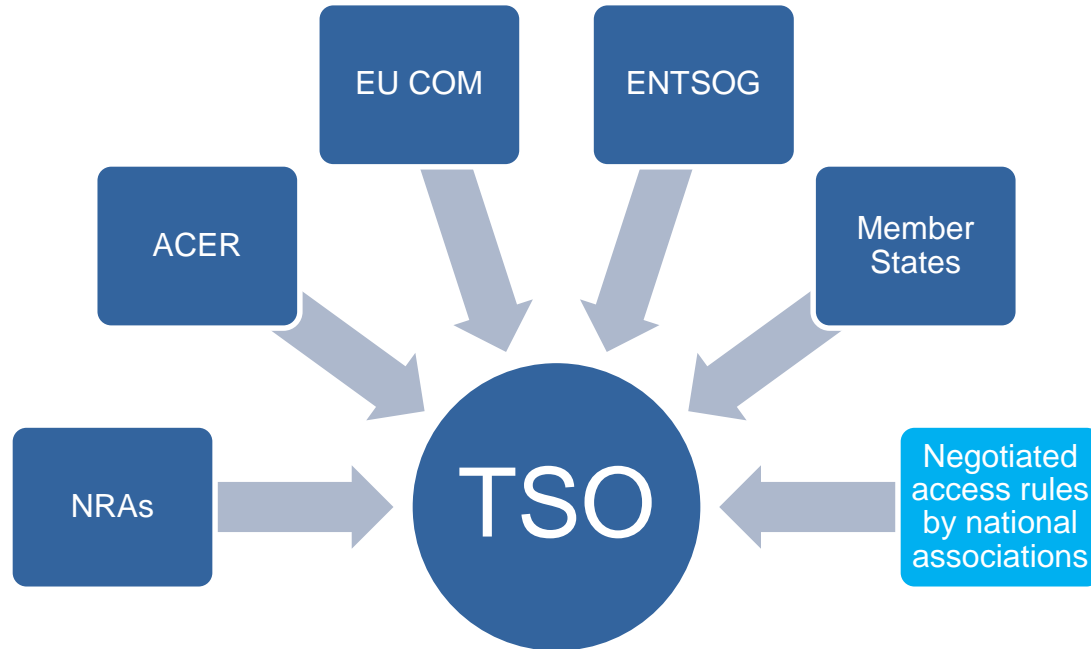 EU COM
ENTSOG
ACER
Member
States
NRAs
TSO
Negotiated
access rules
by national
associations